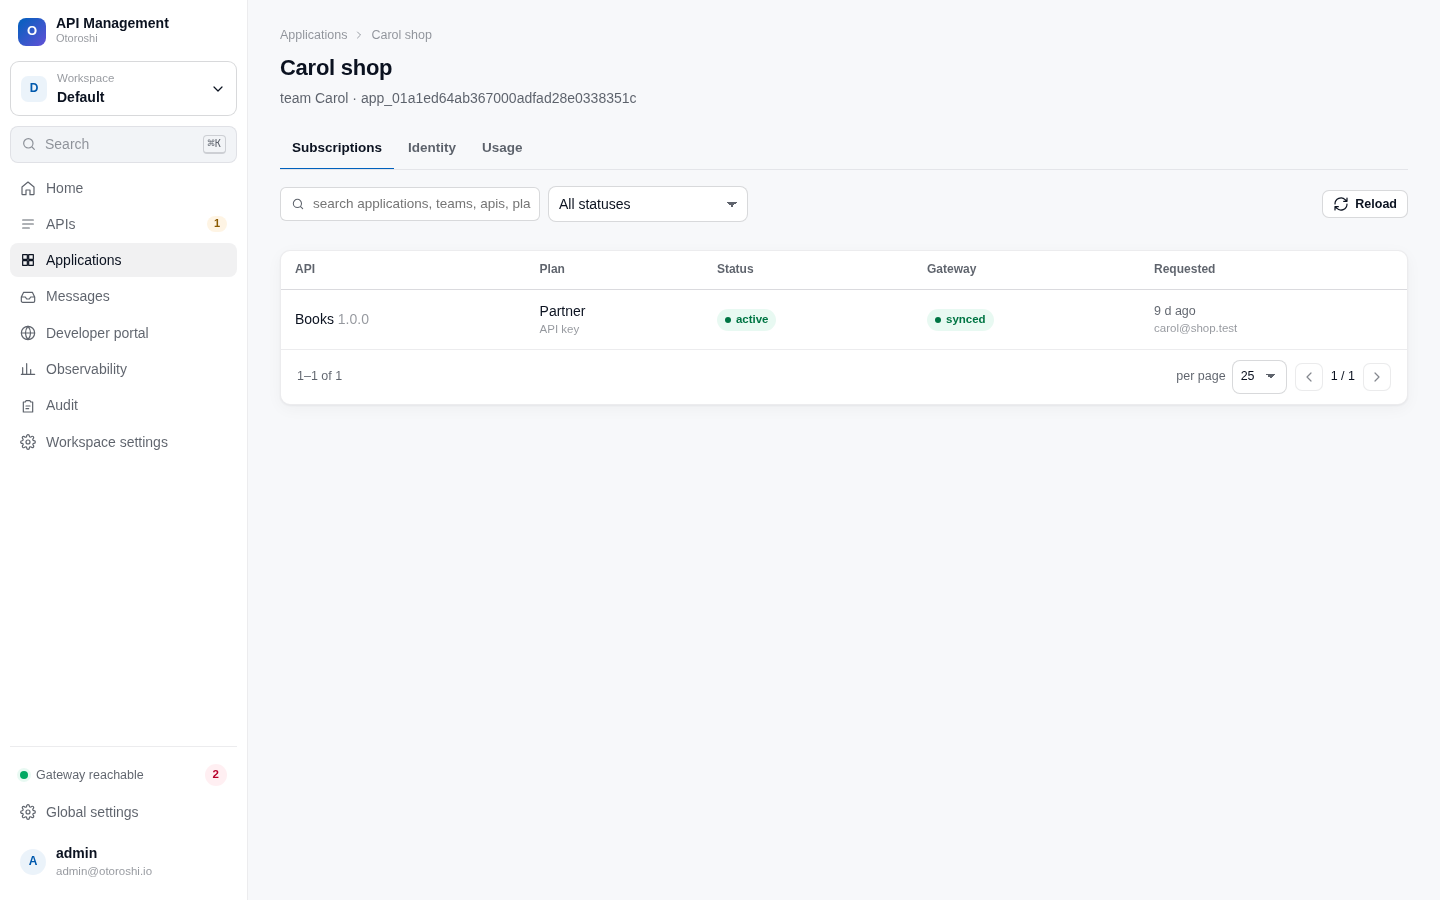 O
API Management
Otoroshi
D
Workspace
Default
Search
⌘K
Home
APIs
1
Applications
Messages
Developer portal
Observability
Audit
Workspace settings
Gateway reachable
2
Global settings
A
admin
admin@otoroshi.io
Applications
Carol shop
Carol shop
team Carol · app_01a1ed64ab367000adfad28e0338351c
Subscriptions
Identity
Usage
search applications, teams, apis, pla
All statuses
Reload
API
Plan
Status
Gateway
Requested
Books 1.0.0
Partner
API key
active
synced
9 d ago
carol@shop.test
1–1 of 1
per page
25
1 / 1